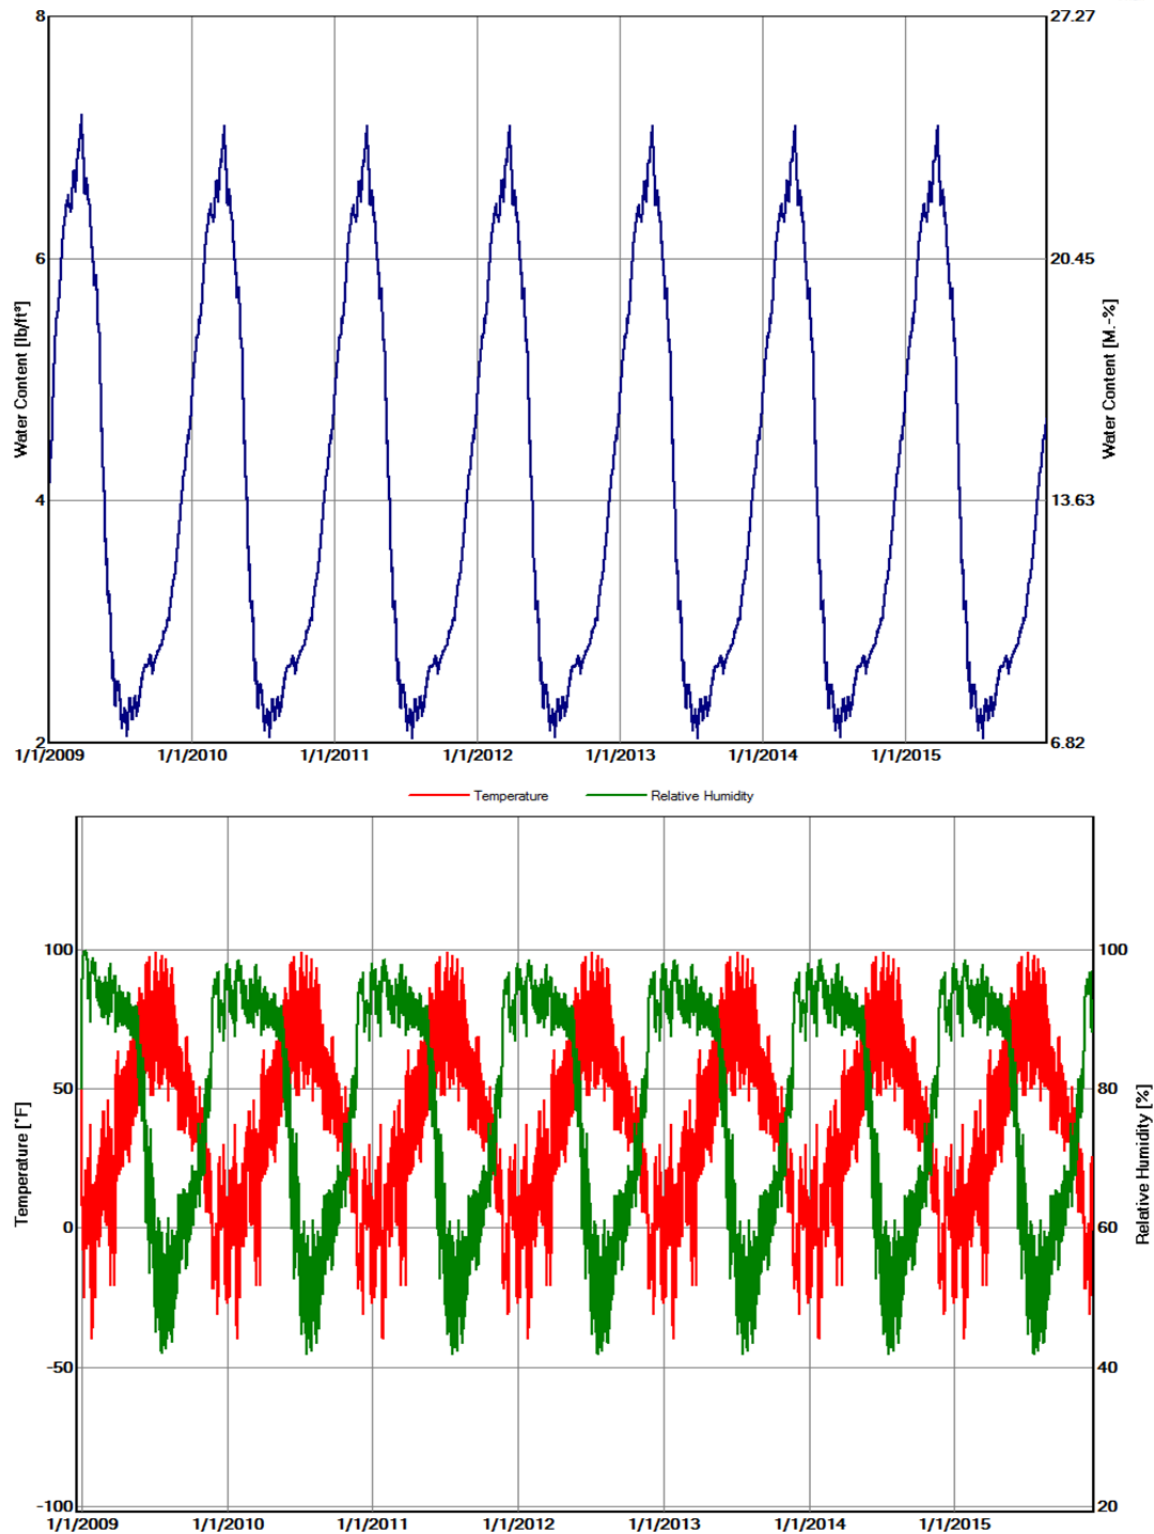 8
27.27
6
20.45
Water Content [lb/ft³]
Water Content [M.-%]
4
13.63
2
6.82
1/1/2009 1/1/2010 1/1/2011 1/1/2012 1/1/2013 1/1/2014 1/1/2015
Temperature Relative Humidity
100
100
50
80
Temperature [°F]
Relative Humidity [%]
0
60
-50
40
-100
20
1/1/2009 1/1/2010 1/1/2011 1/1/2012 1/1/2013 1/1/2014 1/1/2015